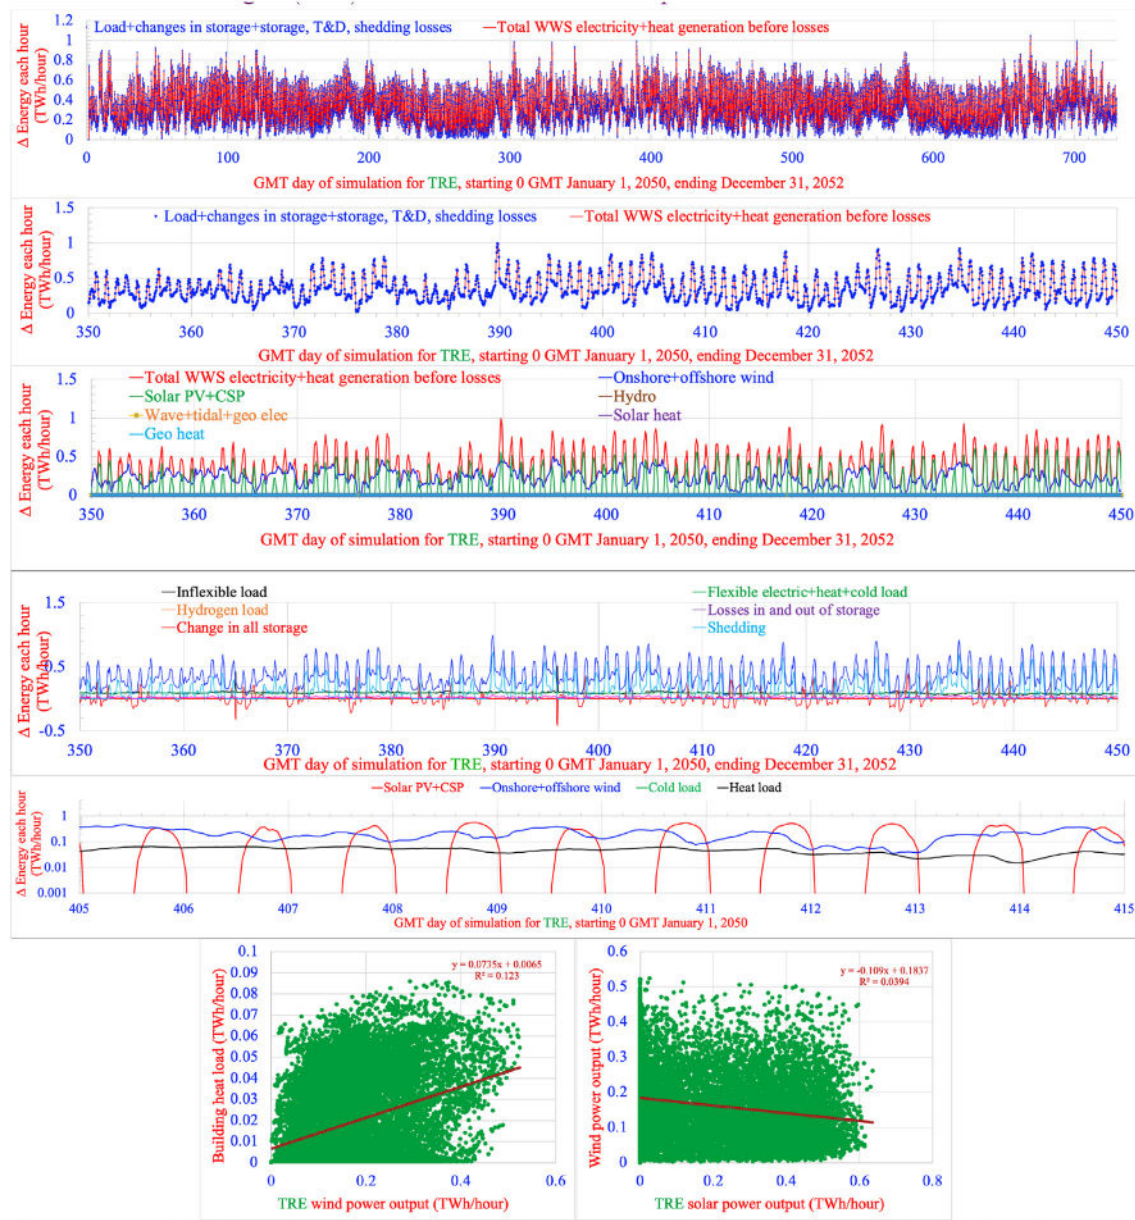 1.2
Load+changes in storage+storage, T&D, shedding losses
Total WWS electricity+heat generation before losses
1
0.8
0.6
0.4
0.2
0
Δ Energy each hour
(TWh/hour)
0 100 200 300 400 500 600 700
GMT day of simulation for TRE, starting 0 GMT January 1, 2050, ending December 31, 2052
1.5
Load+changes in storage+storage, T&D, shedding losses
Total WWS electricity+heat generation before losses
1
0.5
0
Δ Energy each hour
(TWh/hour)
350 360 370 380 390 400 410 420 430 440 450
GMT day of simulation for TRE, starting 0 GMT January 1, 2050, ending December 31, 2052
Total WWS electricity+heat generation before losses
Onshore+offshore wind
Solar PV+CSP
Hydro
Wave+tidal+geo elec
Solar heat
Geo heat
1.5
1
0.5
0
Δ Energy each hour
(TWh/hour)
350 360 370 380 390 400 410 420 430 440 450
GMT day of simulation for TRE, starting 0 GMT January 1, 2050, ending December 31, 2052
Inflexible load
Flexible electric+heat+cold load
Hydrogen load
Losses in and out of storage
Change in all storage
Shedding
1.5
0.5
-0.5
Δ Energy each hour
(TWh/hour)
350 360 370 380 390 400 410 420 430 440 450
GMT day of simulation for TRE, starting 0 GMT January 1, 2050, ending December 31, 2052
Solar PV+CSP Onshore+offshore wind Cold load Heat load
1
0.1
0.01
0.001
Δ Energy each hour
(TWh/hour)
405 406 407 408 409 410 411 412 413 414 415
GMT day of simulation for TRE, starting 0 GMT January 1, 2050
0.1
0.09
0.08
0.07
0.06
0.05
0.04
0.03
0.02
0.01
0
Building heat load (TWh/hour)
y = 0.0735x + 0.0065
R² = 0.123
0 0.2 0.4 0.6
TRE wind power output (TWh/hour)
0.6
0.5
0.4
0.3
0.2
0.1
0
Wind power output (TWh/hour)
y = -0.109x + 0.1837
R² = 0.0394
0 0.2 0.4 0.6 0.8
TRE solar power output (TWh/hour)